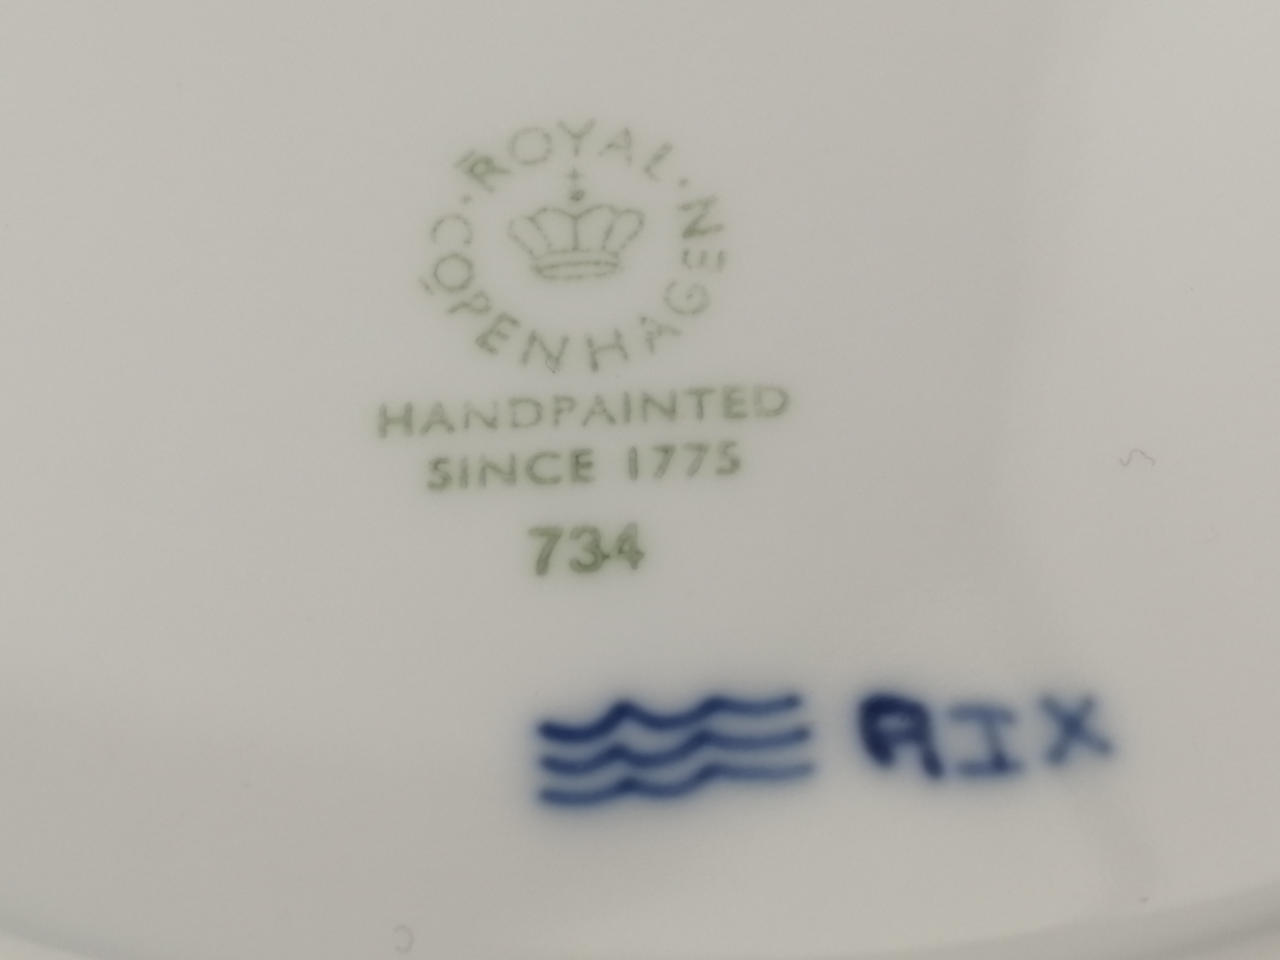 ROYAL · COPENHAGEN ·
HANDPAINTED
SINCE 1775
734
AIX